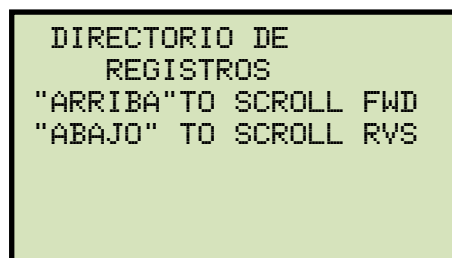 DIRECTORIO DE
REGISTROS
"ARRIBA"TO SCROLL FWD
"ABAJO" TO SCROLL RVS